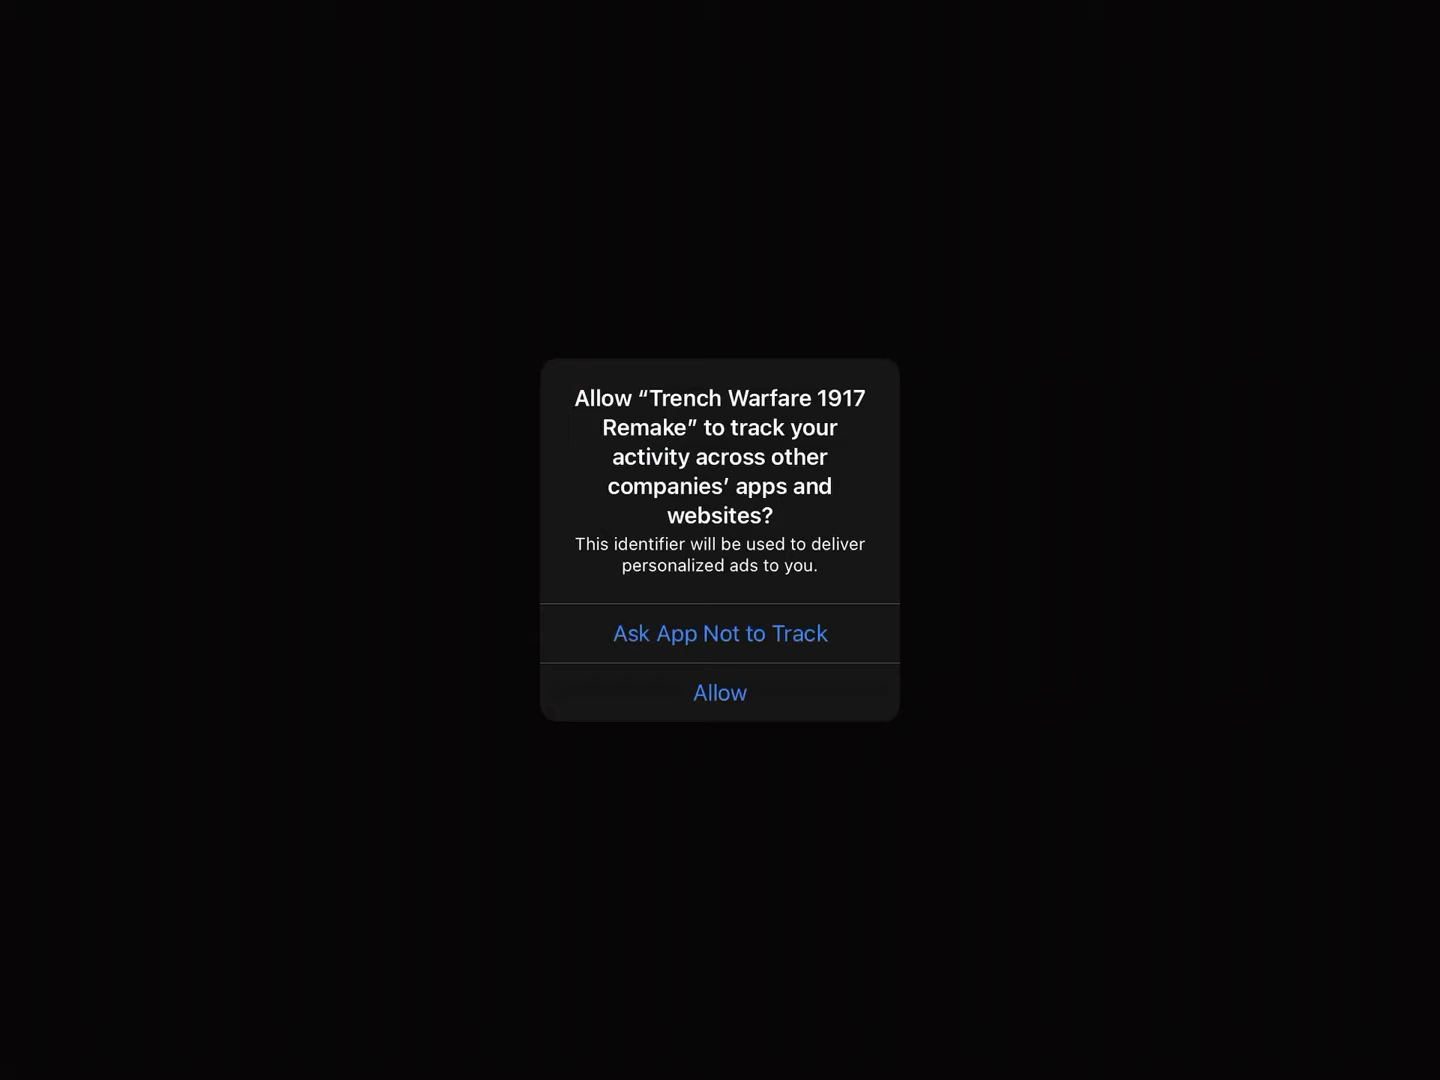 Allow “Trench Warfare 1917
Remake” to track your
activity across other
companies’ apps and
websites?
This identifier will be used to deliver
personalized ads to you.
Ask App Not to Track
Allow